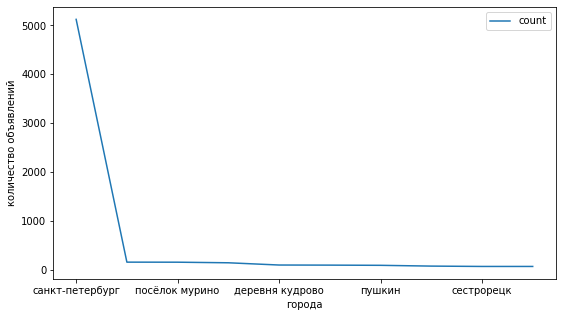 count
5000
4000
3000
2000
1000
0
количество объявлений
санкт-петербург посёлок мурино деревня кудрово пушкин сестрорецк
города